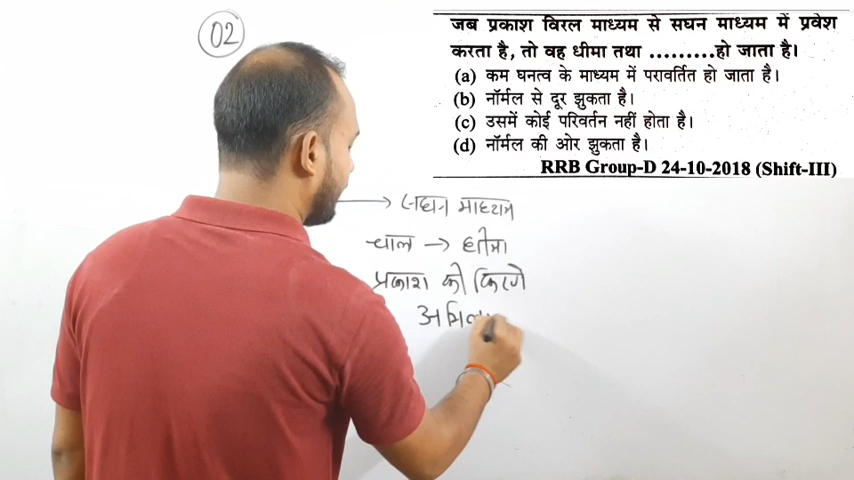 02
जब प्रकाश विरल माध्यम से सघन माध्यम में प्रवेश
करता है, तो वह धीमा तथा .........हो जाता है।
(a) कम घनत्व के माध्यम में परावर्तित हो जाता है।
(b) नॉर्मल से दूर झुकता है।
(c) उसमें कोई परिवर्तन नहीं होता है।
(d) नॉर्मल की ओर झुकता है।
RRB Group-D 24-10-2018 (Shift-III)
→ सघन माध्यम
चाल → धीमा
प्रकाश की किरणे